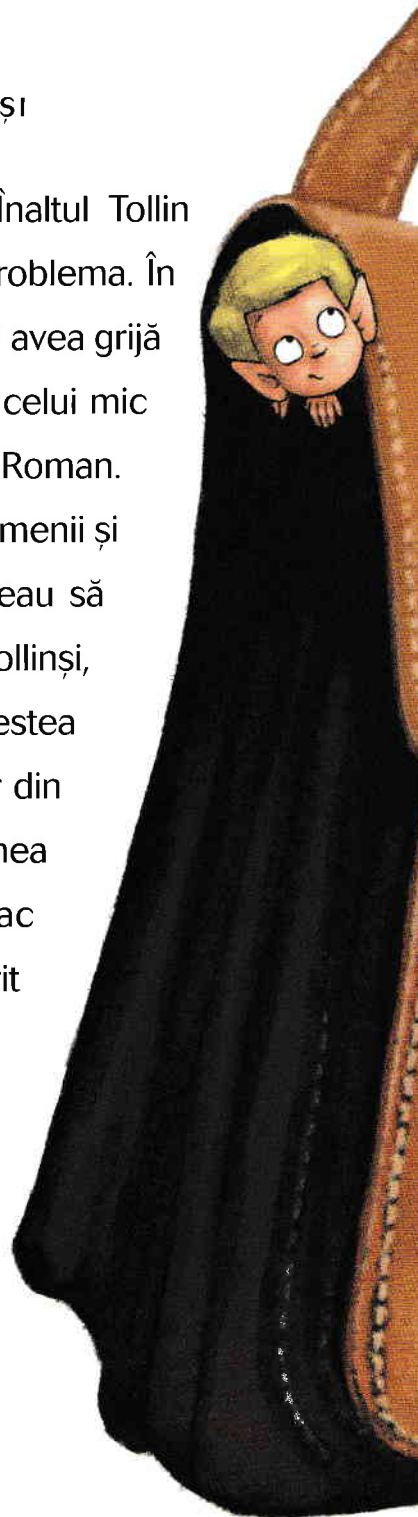 și
Înaltul Tollin
roblema. În
avea grijă
celui mic
Roman.
menii și
eau să
ollinși,
estea
din
nea
ac
it